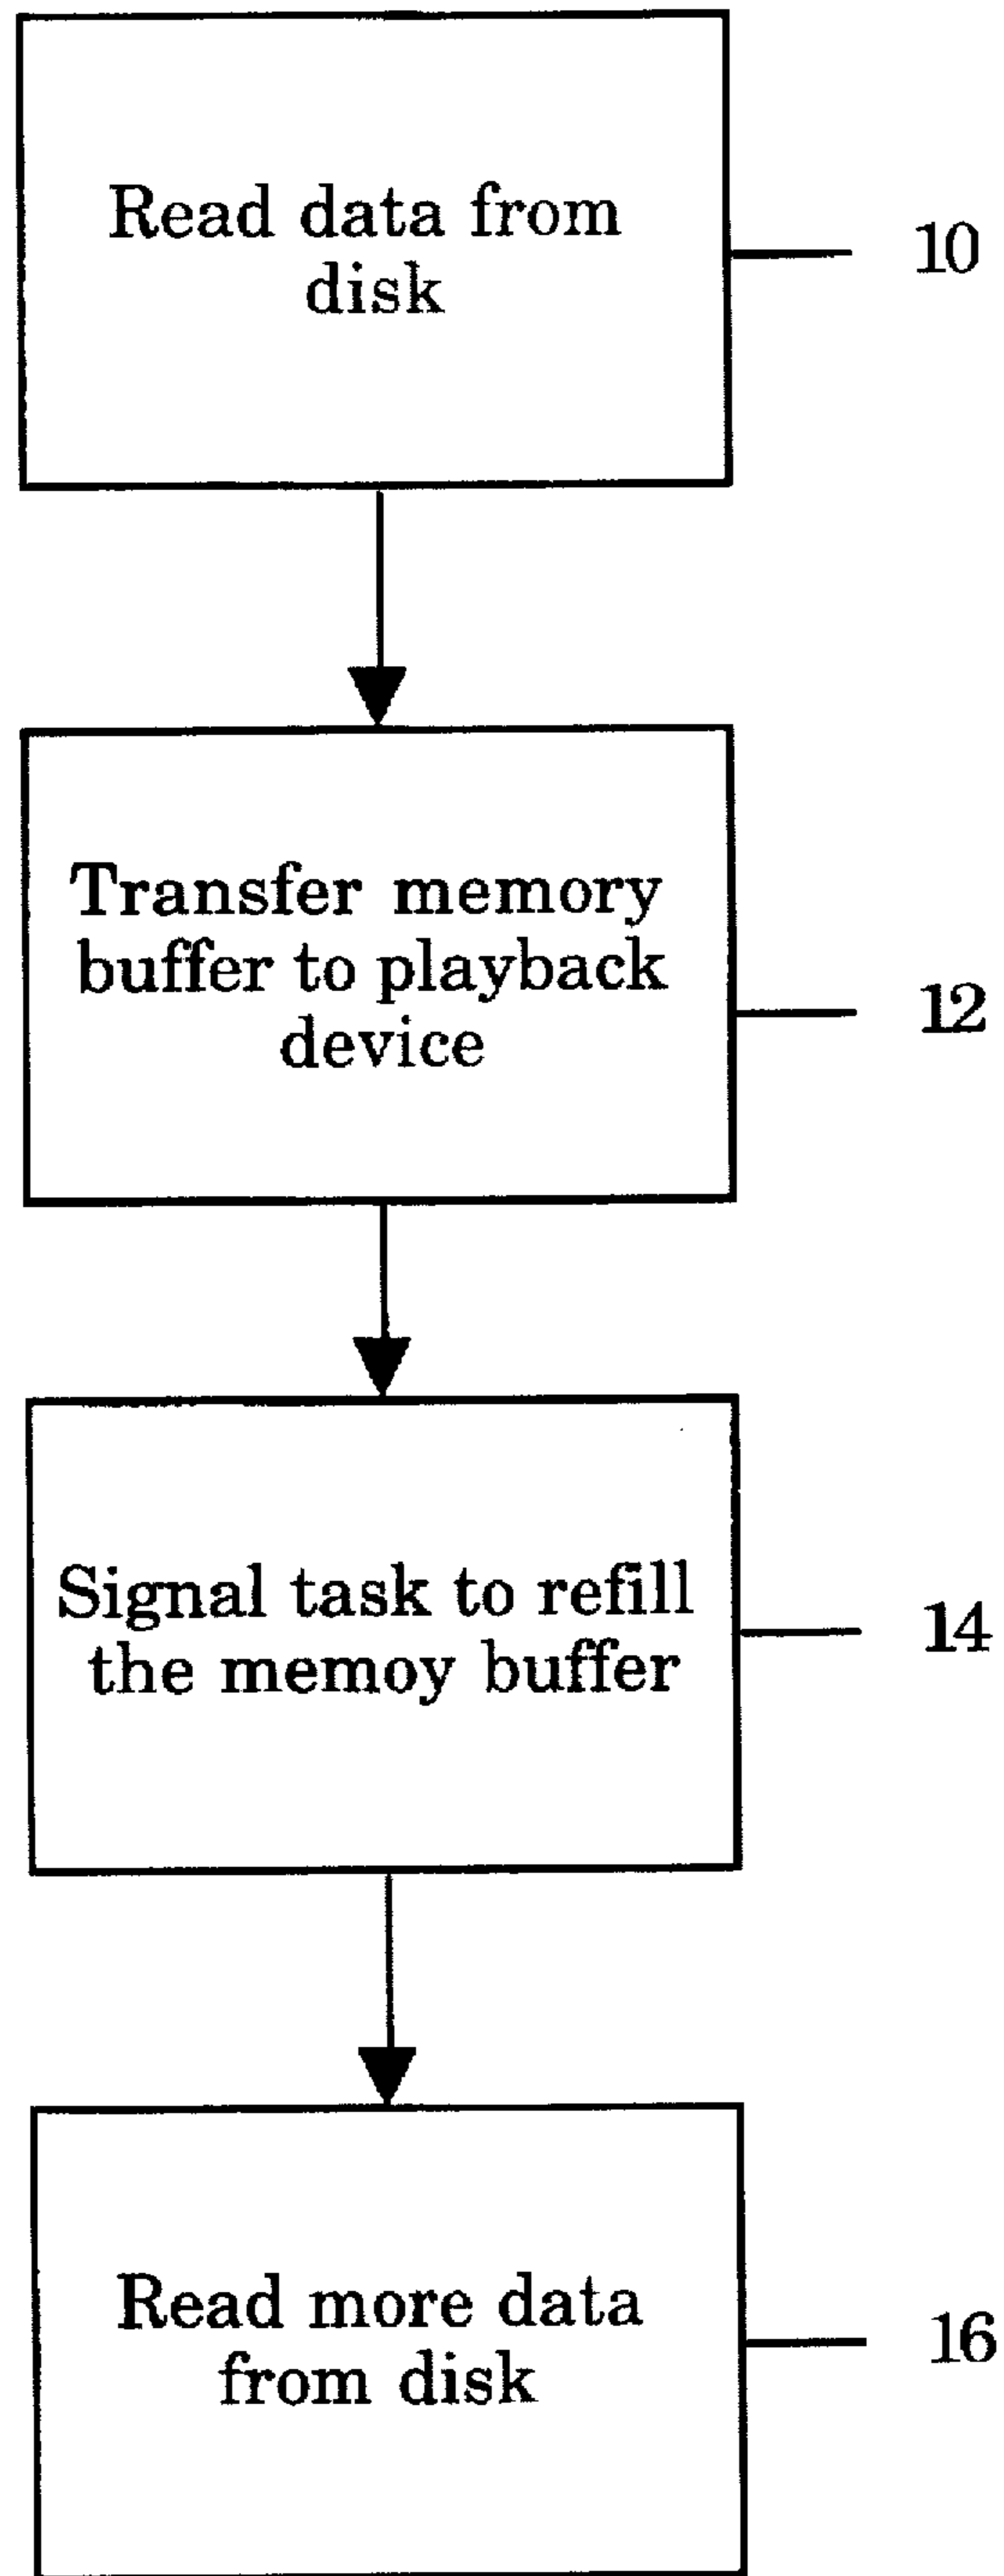 Read data from
disk
10
Transfer memory
buffer to playback
device
12
Signal task to refill
the memoy buffer
14
Read more data
from disk
16